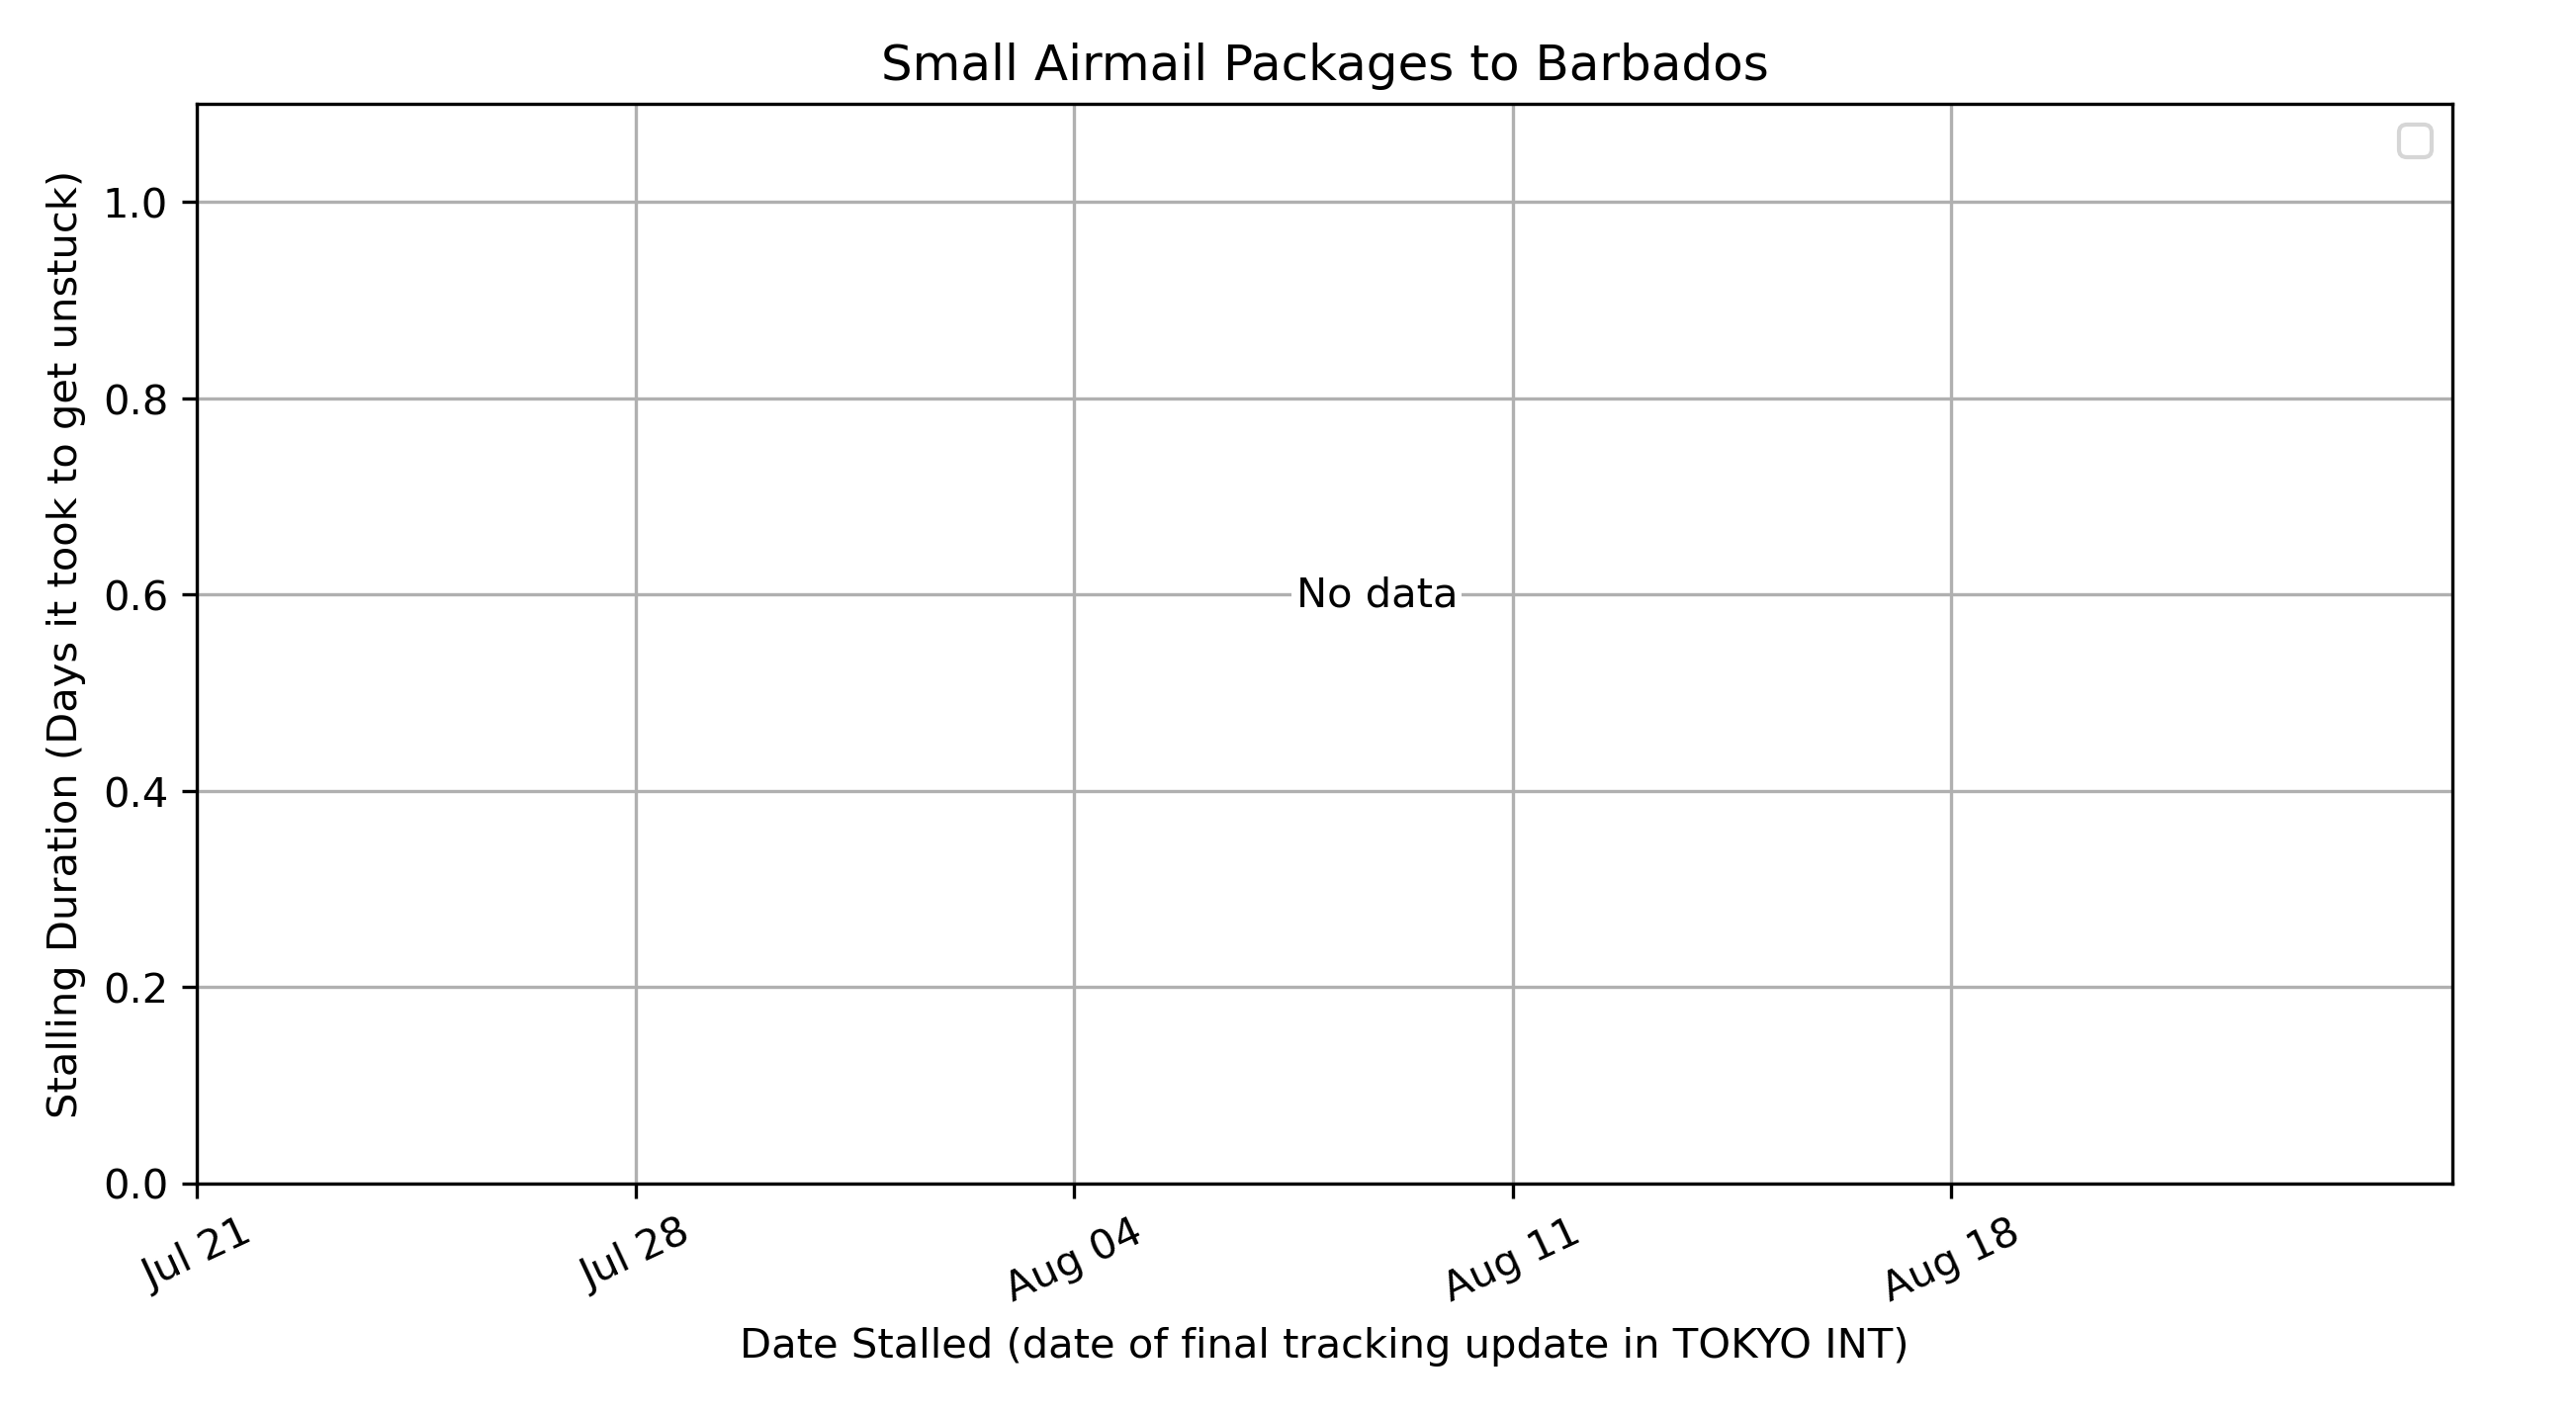 Small Airmail Packages to Barbados
Stalling Duration (Days it took to get unstuck)
1.0
0.8
0.6
0.4
0.2
0.0
No data
Jul 21
Jul 28
Aug 04
Aug 11
Aug 18
Date Stalled (date of final tracking update in TOKYO INT)